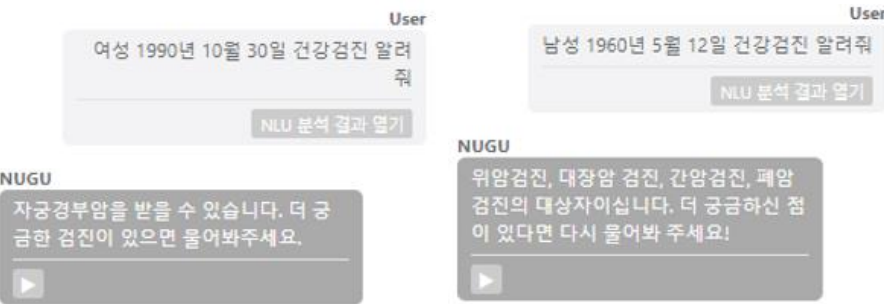 User
여성 1990년 10월 30일 건강검진 알려
줘
NLU 분석 결과 열기
NUGU
자궁경부암을 받을 수 있습니다. 더 궁
금한 검진이 있으면 물어봐주세요.
User
남성 1960년 5월 12일 건강검진 알려줘
NLU 분석 결과 열기
NUGU
위암검진, 대장암 검진, 간암검진, 폐암
검진의 대상자이십니다. 더 궁금하신 점
이 있다면 다시 물어봐 주세요!